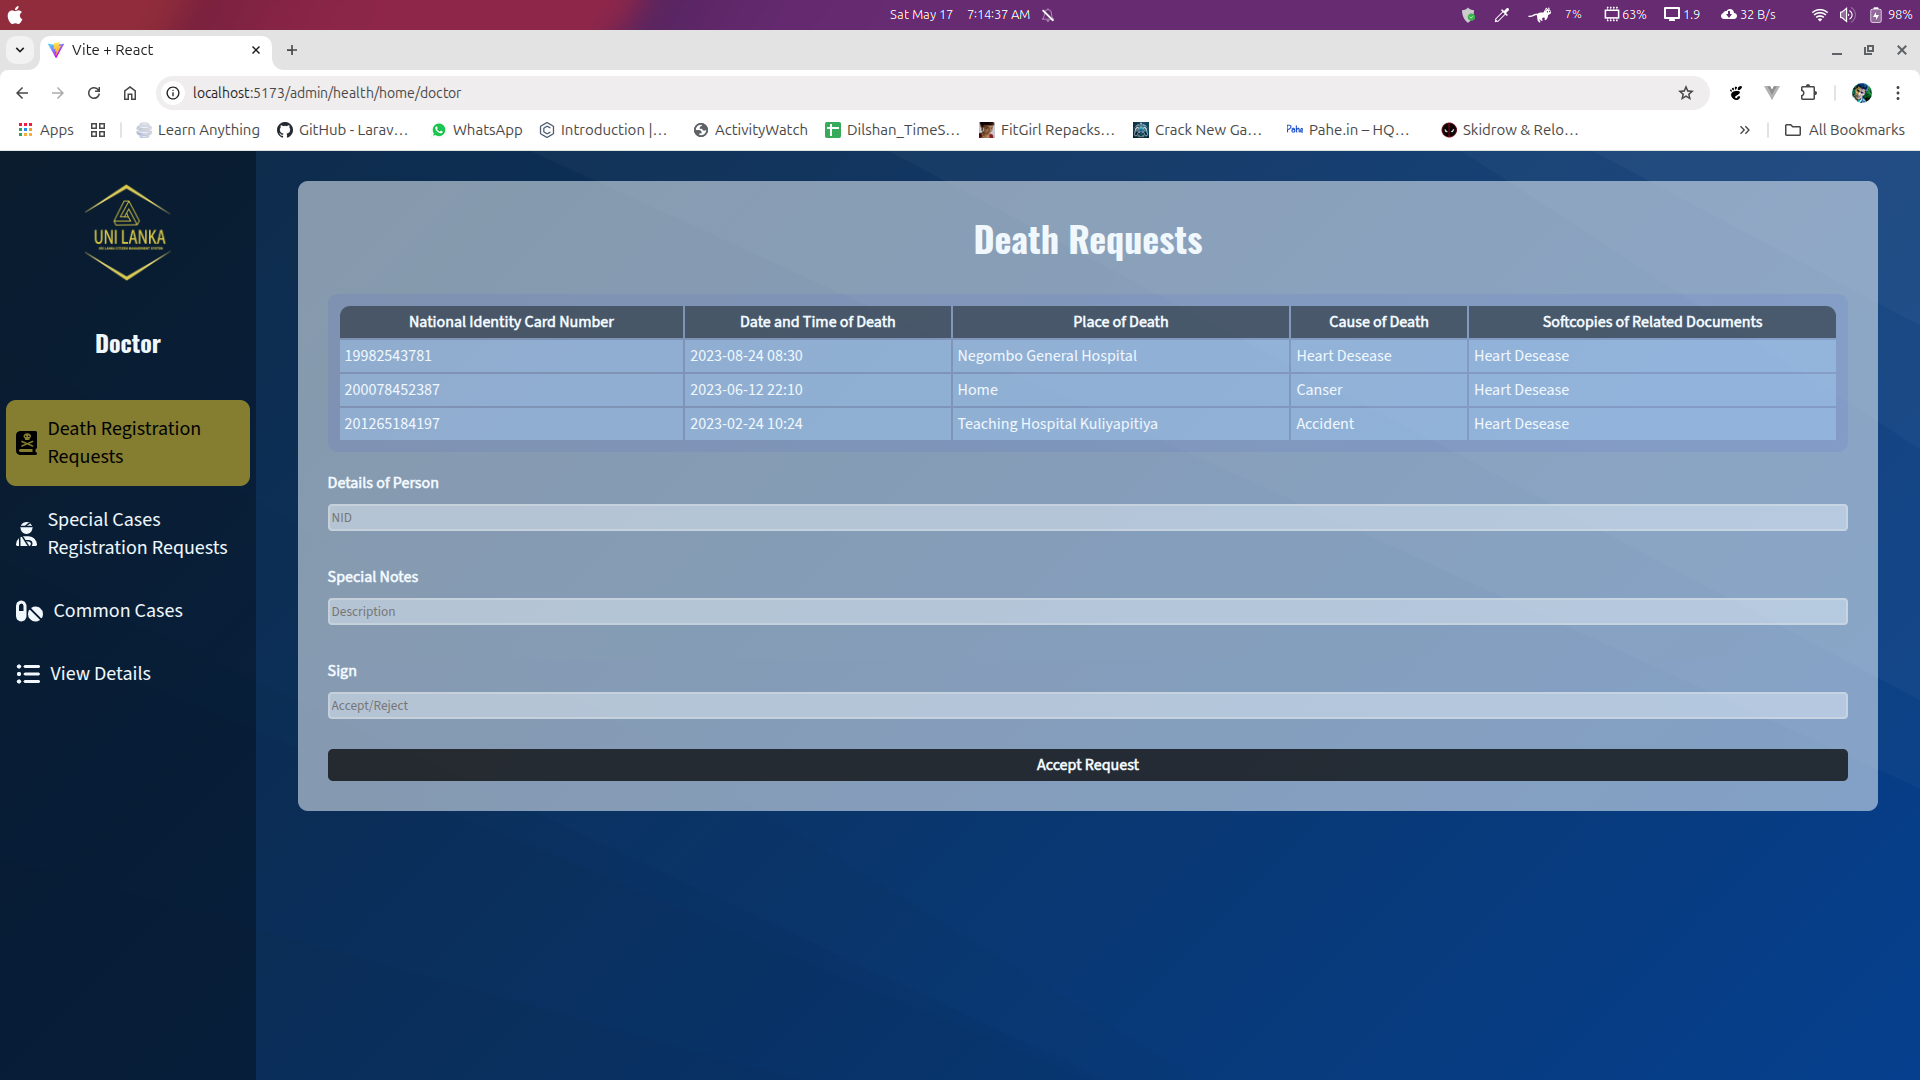 Sat May 17 7:14:37 AM 7% 63% 1.9 32 B/s 98%
Vite + React
localhost:5173/admin/health/home/doctor
Apps Learn Anything GitHub - Larav… WhatsApp Introduction |… ActivityWatch Dilshan_TimeS… FitGirl Repacks… Crack New Ga… Pahe Pahe.in – HQ… Skidrow & Relo… All Bookmarks
UNI LANKA
UNI LANKA CITIZEN MANAGEMENT SYSTEM
Doctor
Death Registration
Requests
Special Cases
Registration Requests
Common Cases
View Details
Death Requests
National Identity Card Number Date and Time of Death Place of Death Cause of Death Softcopies of Related Documents
19982543781 2023-08-24 08:30 Negombo General Hospital Heart Desease Heart Desease
200078452387 2023-06-12 22:10 Home Canser Heart Desease
201265184197 2023-02-24 10:24 Teaching Hospital Kuliyapitiya Accident Heart Desease
Details of Person
NID
Special Notes
Description
Sign
Accept/Reject
Accept Request